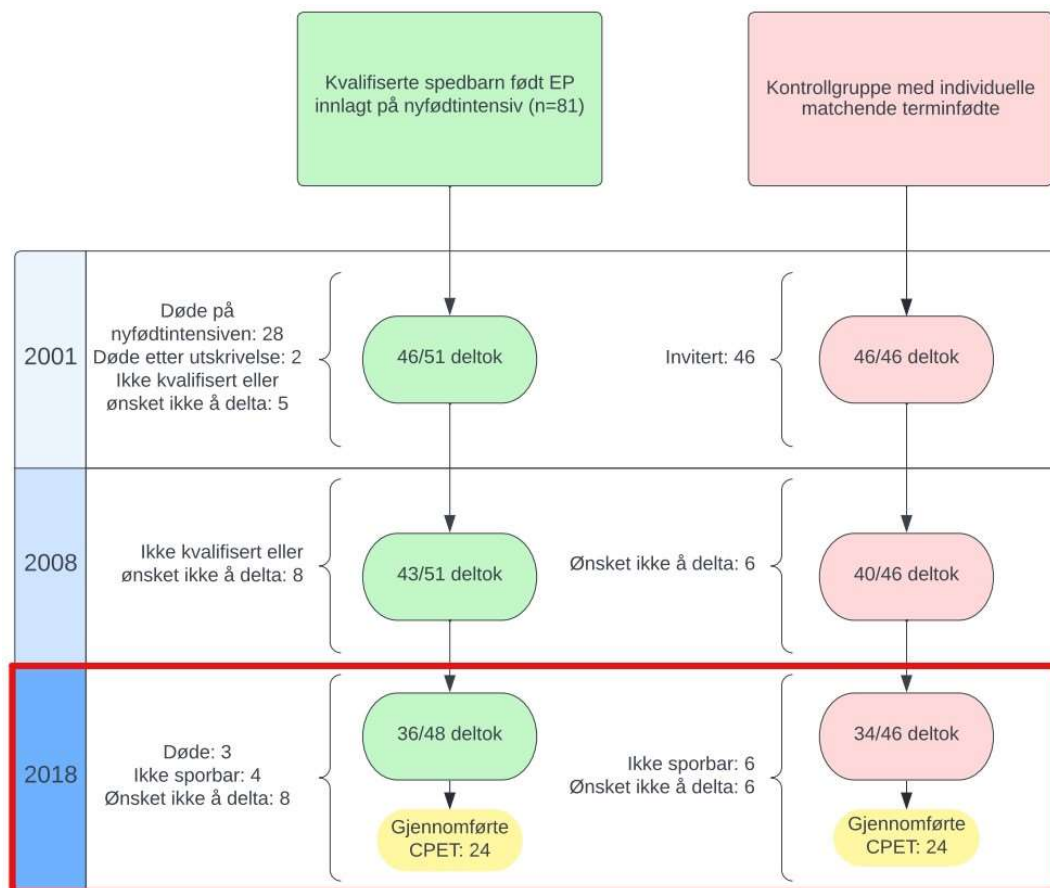 Kvalifiserte spedbarn født EP
innlagt på nyfødtintensiv (n=81)
Kontrollgruppe med individuelle
matchende terminfødte
2001
Døde på
nyfødtintensiven: 28
Døde etter utskrivelse: 2
Ikke kvalifisert eller
ønsket ikke å delta: 5
46/51 deltok
Invitert: 46
46/46 deltok
2008
Ikke kvalifisert eller
ønsket ikke å delta: 8
43/51 deltok
Ønsket ikke å delta: 6
40/46 deltok
2018
Døde: 3
Ikke sporbar: 4
Ønsket ikke å delta: 8
36/48 deltok
Ikke sporbar: 6
Ønsket ikke å delta: 6
34/46 deltok
Gjennomførte
CPET: 24
Gjennomførte
CPET: 24